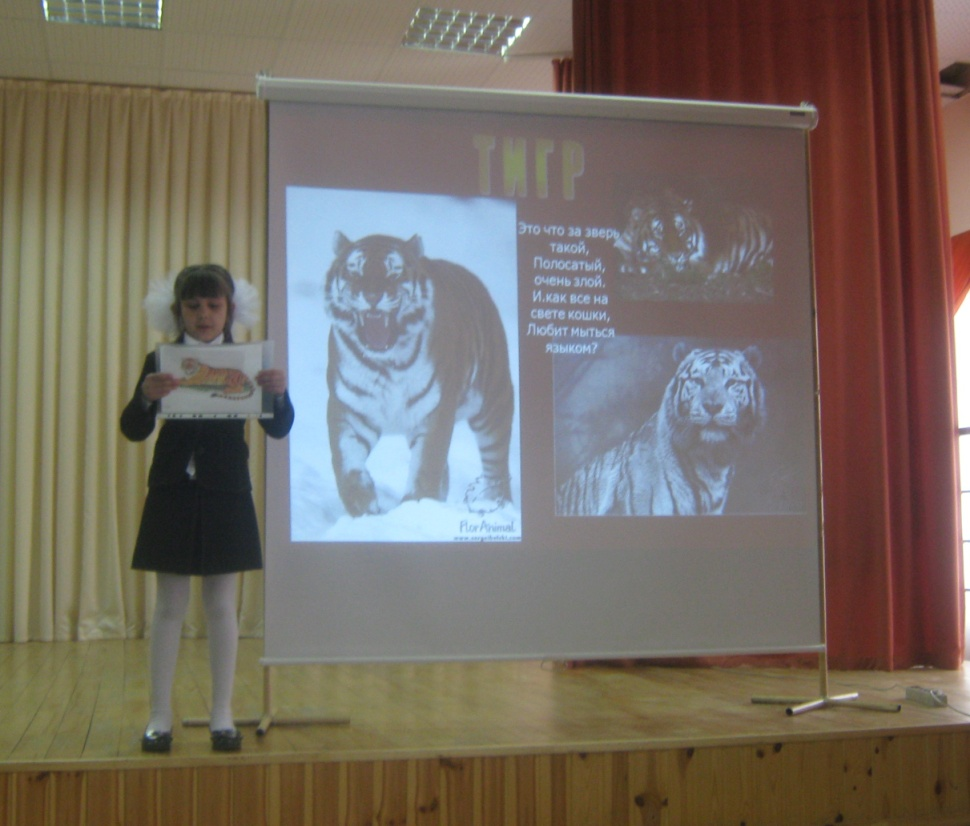 ТИГР
Это что за зверь
такой,
Полосатый,
очень злой.
И.как все на
свете кошки,
Любит мыться
языком?
FlorAnimal